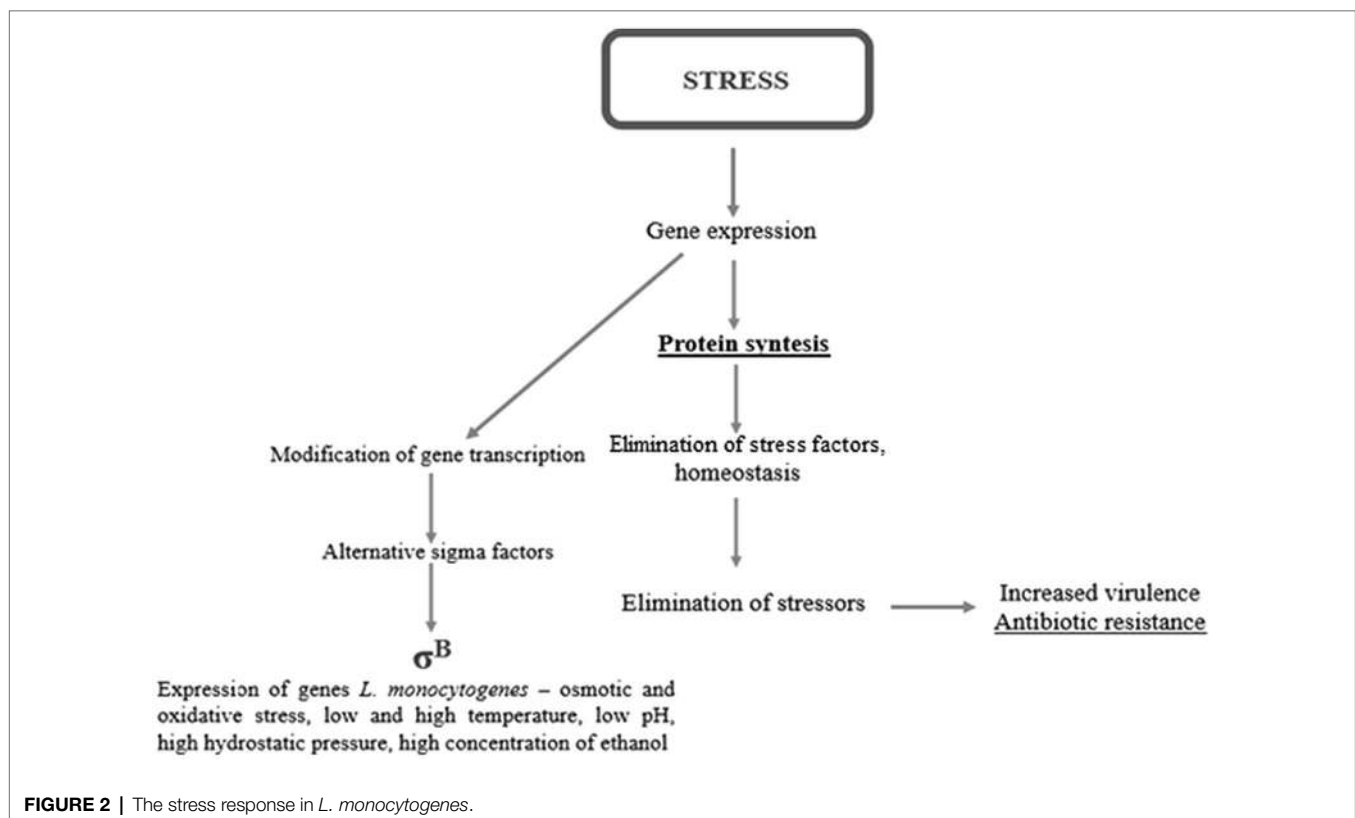 STRESS
Gene expression
Protein syntesis
Modification of gene transcription
Elimination of stress factors,
homeostasis
Alternative sigma factors
Elimination of stressors
Increased virulence
Antibiotic resistance
σB
Expression of genes L. monocytogenes – osmotic and
oxidative stress, low and high temperature, low pH,
high hydrostatic pressure, high concentration of ethanol
FIGURE 2 | The stress response in L. monocytogenes.